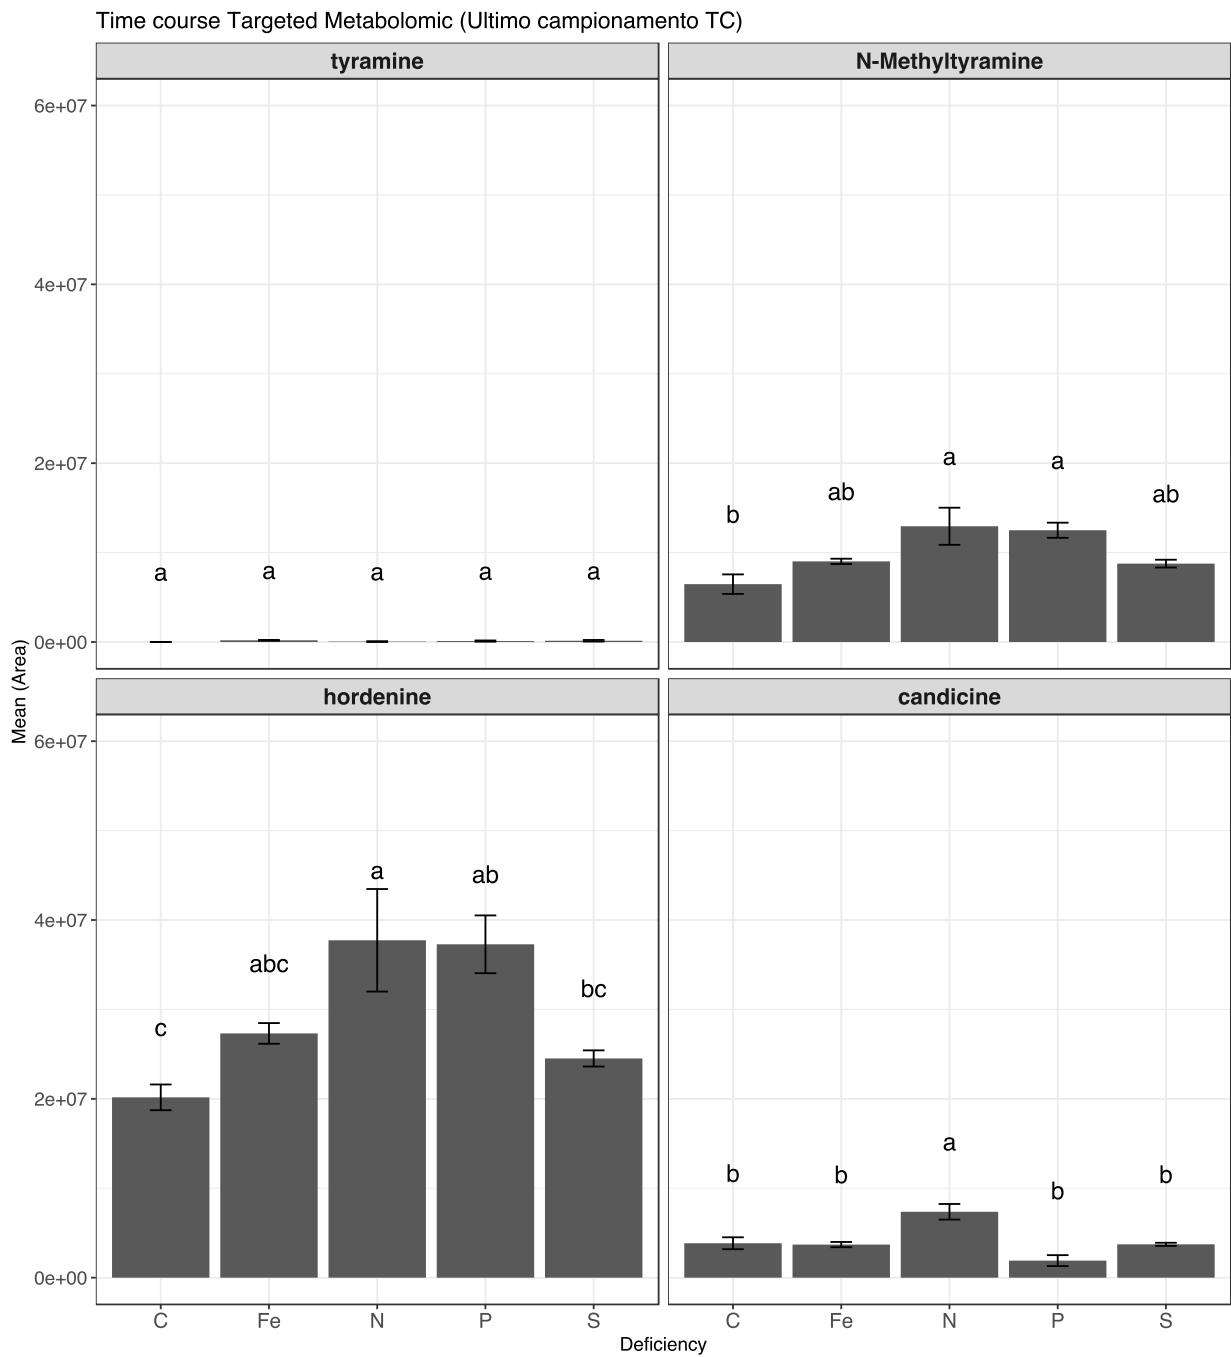 Time course Targeted Metabolomic (Ultimo campionamento TC)
tyramine
N-Methyltyramine
6e+07
4e+07
2e+07
0e+00
a a a a a
b ab a a ab
Mean (Area)
hordenine
candicine
6e+07
4e+07
2e+07
0e+00
c abc a ab bc
b b a b b
C Fe N P S
C Fe N P S
Deficiency